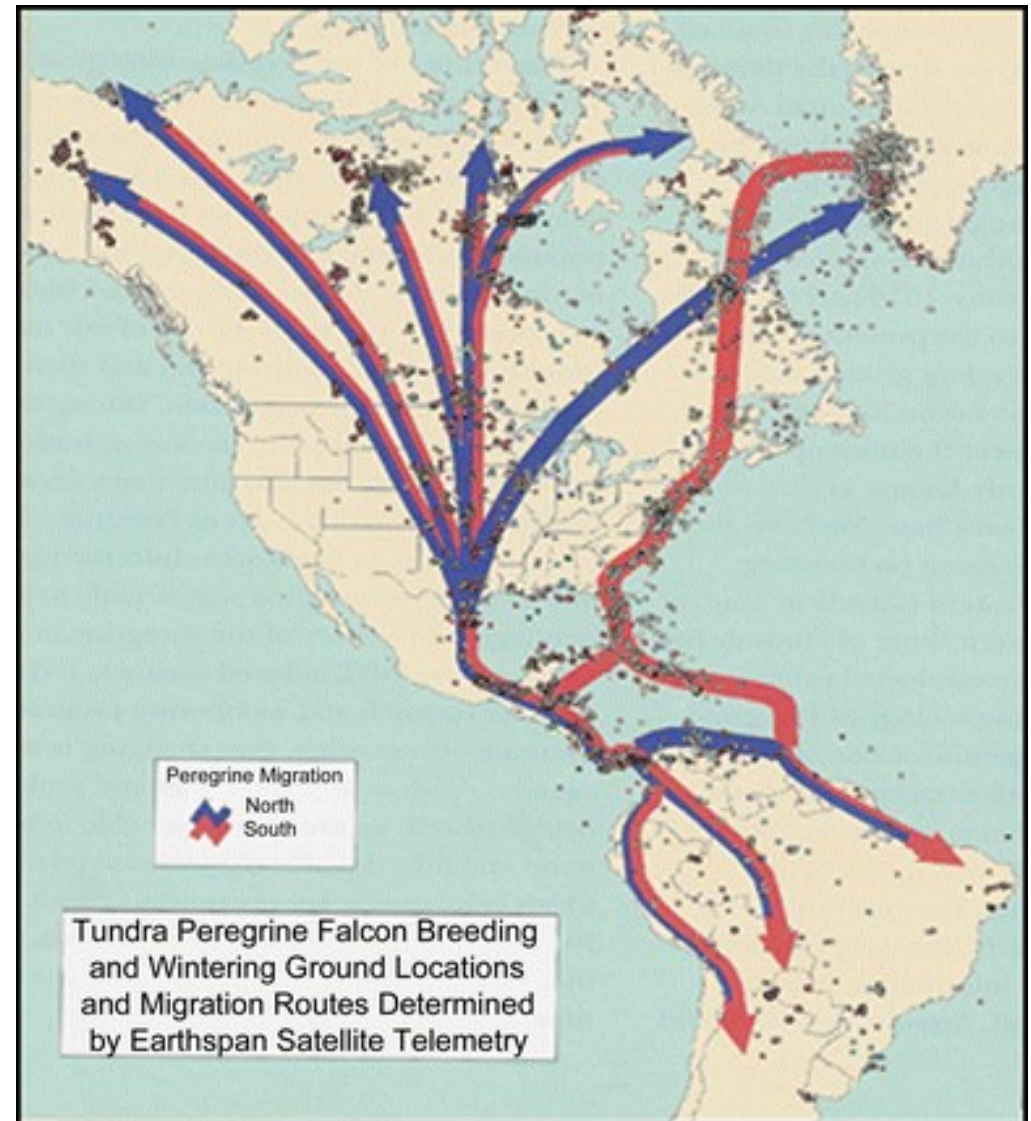 Peregrine Migration
North
South
Tundra Peregrine Falcon Breeding
and Wintering Ground Locations
and Migration Routes Determined
by Earthspan Satellite Telemetry